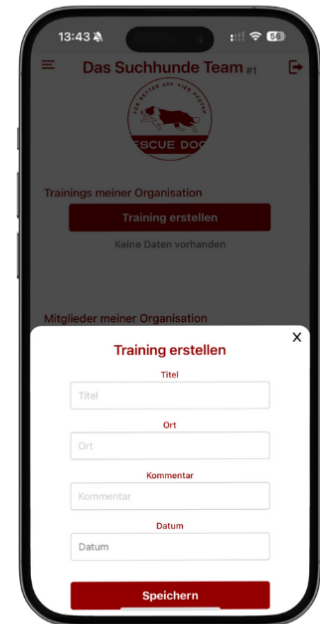 13:43
56
Das Suchhunde Team #1
RESCUE DOG
Trainings meiner Organisation
Training erstellen
Keine Daten vorhanden
Mitglieder meiner Organisation
X
Training erstellen
Titel
Titel
Ort
Ort
Kommentar
Kommentar
Datum
Datum
Speichern